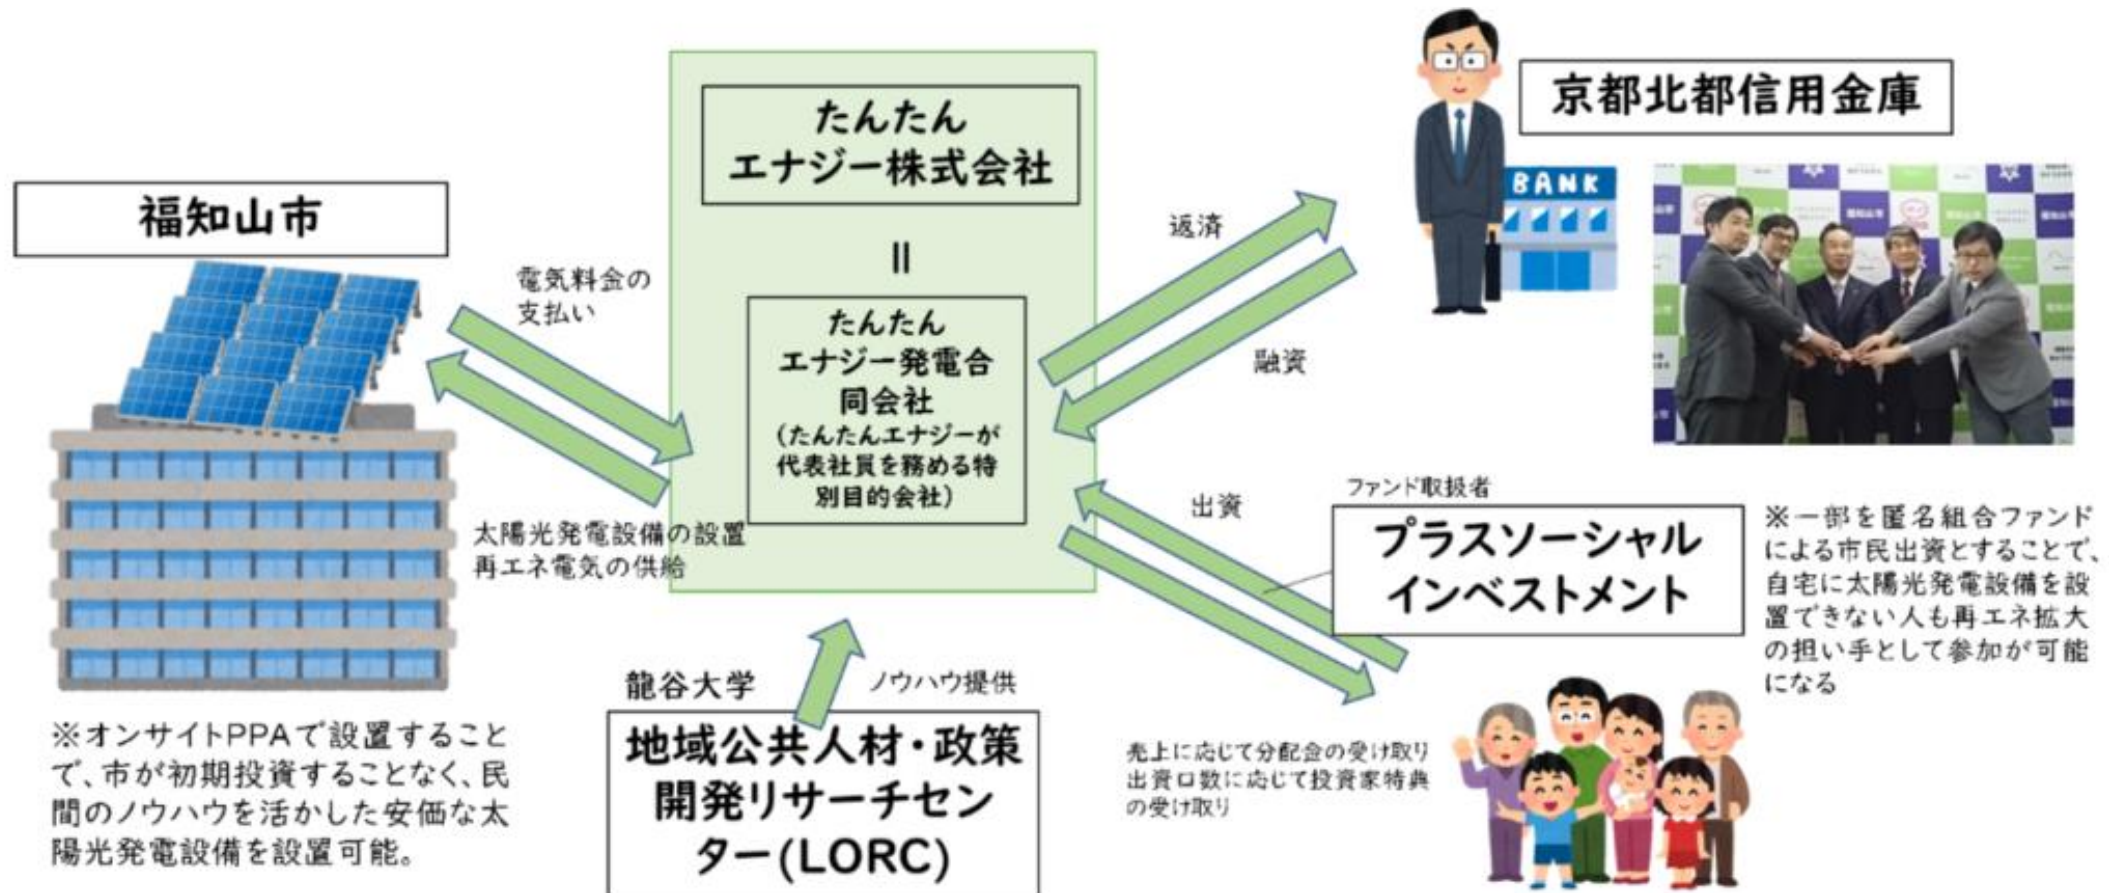 福知山市
電気料金の
支払い
太陽光発電設備の設置
再エネ電気の供給
※オンサイトPPAで設置すること
で、市が初期投資することなく、民
間のノウハウを活かした安価な太
陽光発電設備を設置可能。
たんたん
エナジー株式会社
＝
たんたん
エナジー発電合
同会社
(たんたんエナジーが
代表社員を務める特
別目的会社)
龍谷大学
ノウハウ提供
地域公共人材・政策
開発リサーチセン
ター(LORC)
返済
融資
京都北都信用金庫
BANK
出資
ファンド取扱者
プラスソーシャル
インベストメント
※一部を匿名組合ファンド
による市民出資とすることで、
自宅に太陽光発電設備を設
置できない人も再エネ拡大
の担い手として参加が可能
になる
売上に応じて分配金の受け取り
出資口数に応じて投資家特典
の受け取り